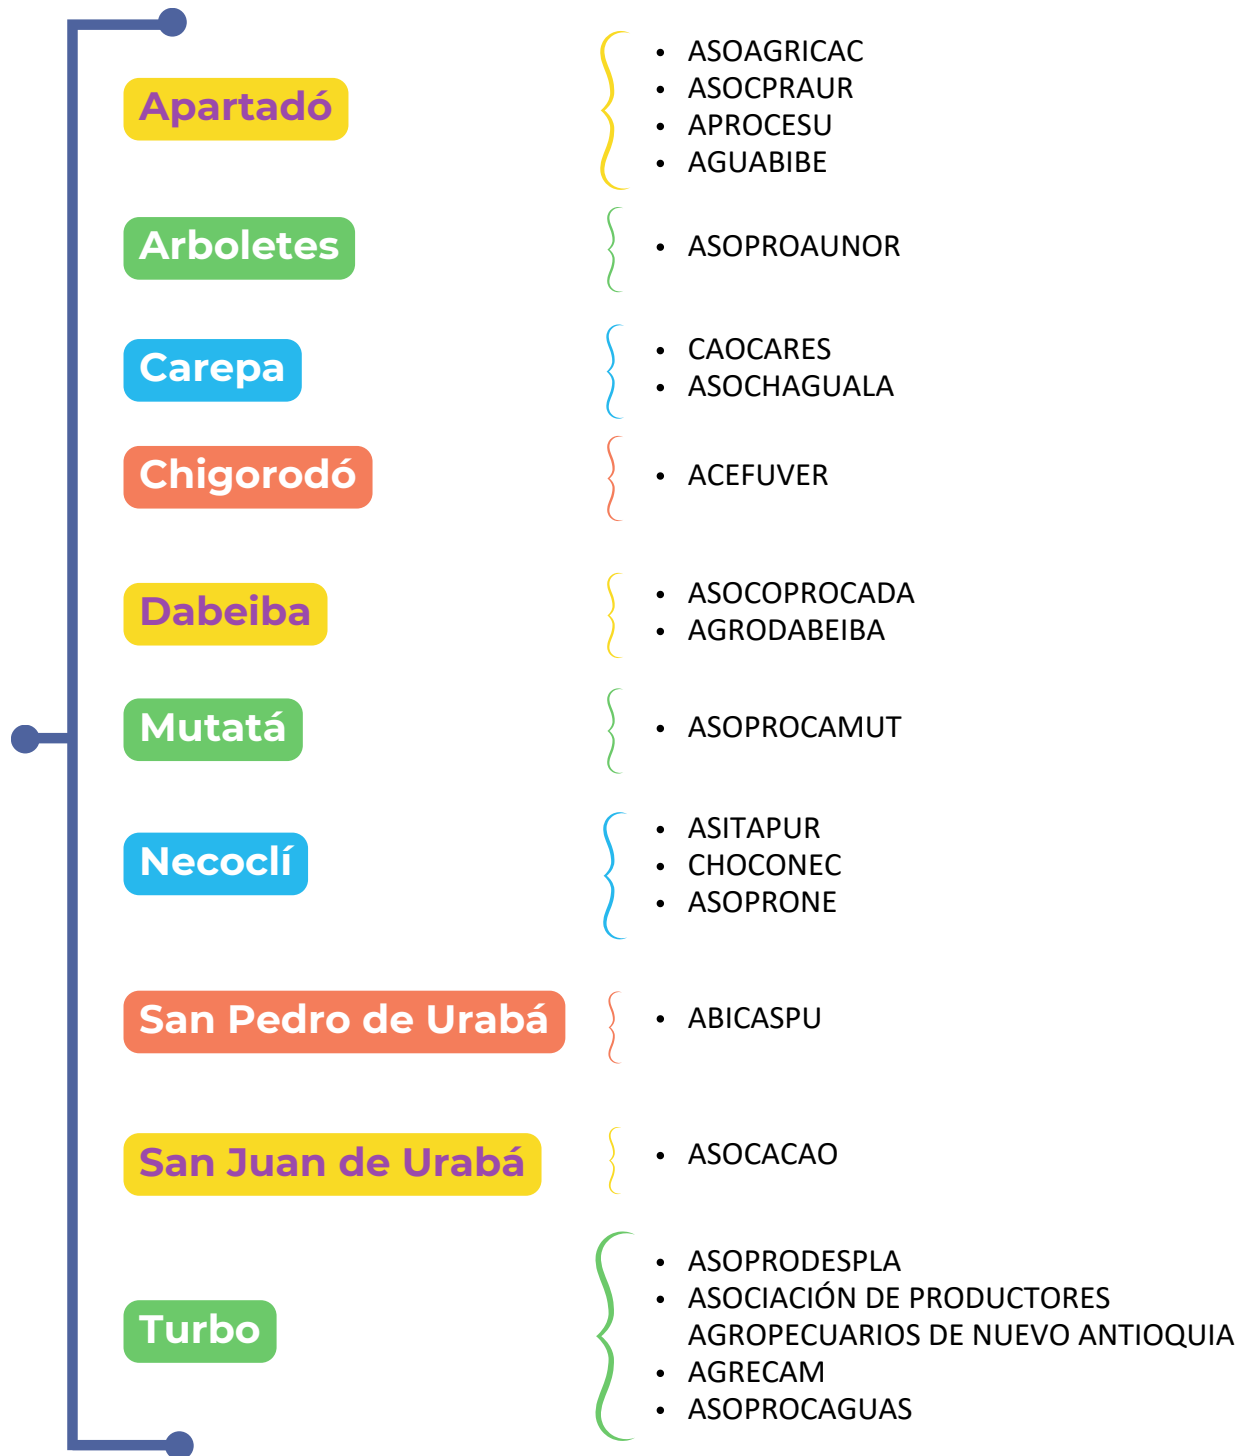 Apartadó
• ASOAGRICAC
• ASOCPRAUR
• APROCESU
• AGUABIBE
Arboletes
• ASOPROAUNOR
Carepa
• CAOCARES
• ASOCHAGUALA
Chigorodó
• ACEFUVER
Dabeiba
• ASOCOPROCADA
• AGRODABEIBA
Mutatá
• ASOPROCAMUT
Necoclí
• ASITAPUR
• CHOCONEC
• ASOPRONE
San Pedro de Urabá
• ABICASPU
San Juan de Urabá
• ASOCACAO
Turbo
• ASOPRODESPLA
• ASOCIACIÓN DE PRODUCTORES
AGROPECUARIOS DE NUEVO ANTIOQUIA
• AGRECAM
• ASOPROCAGUAS